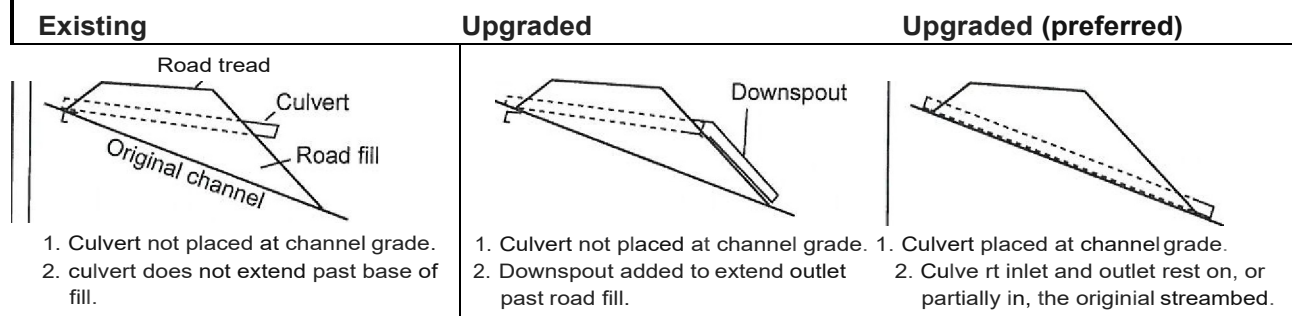 Existing
Road tread
Culvert
Road fill
Original channel
1. Culvert not placed at channel grade.
2. culvert does not extend past base of
fill.
Upgraded
Downspout
1. Culvert not placed at channel grade.
2. Downspout added to extend outlet
past road fill.
Upgraded (preferred)
1. Culvert placed at channel grade.
2. Culve rt inlet and outlet rest on, or
partially in, the originial streambed.